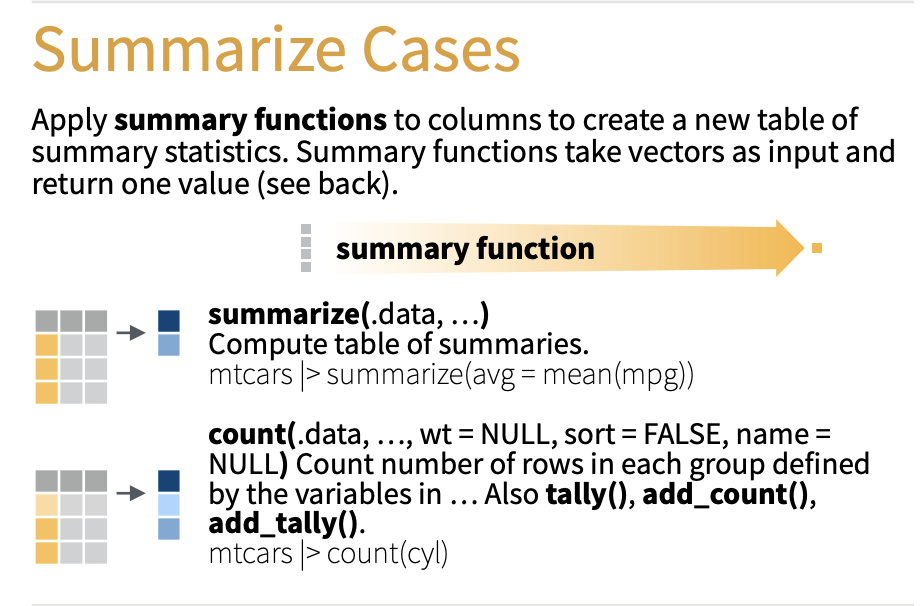 Summarize Cases
Apply summary functions to columns to create a new table of
summary statistics. Summary functions take vectors as input and
return one value (see back).
summary function
summarize(.data, …)
Compute table of summaries.
mtcars |> summarize(avg = mean(mpg))
count(.data, …, wt = NULL, sort = FALSE, name =
NULL) Count number of rows in each group defined
by the variables in … Also tally(), add_count(),
add_tally().
mtcars |> count(cyl)